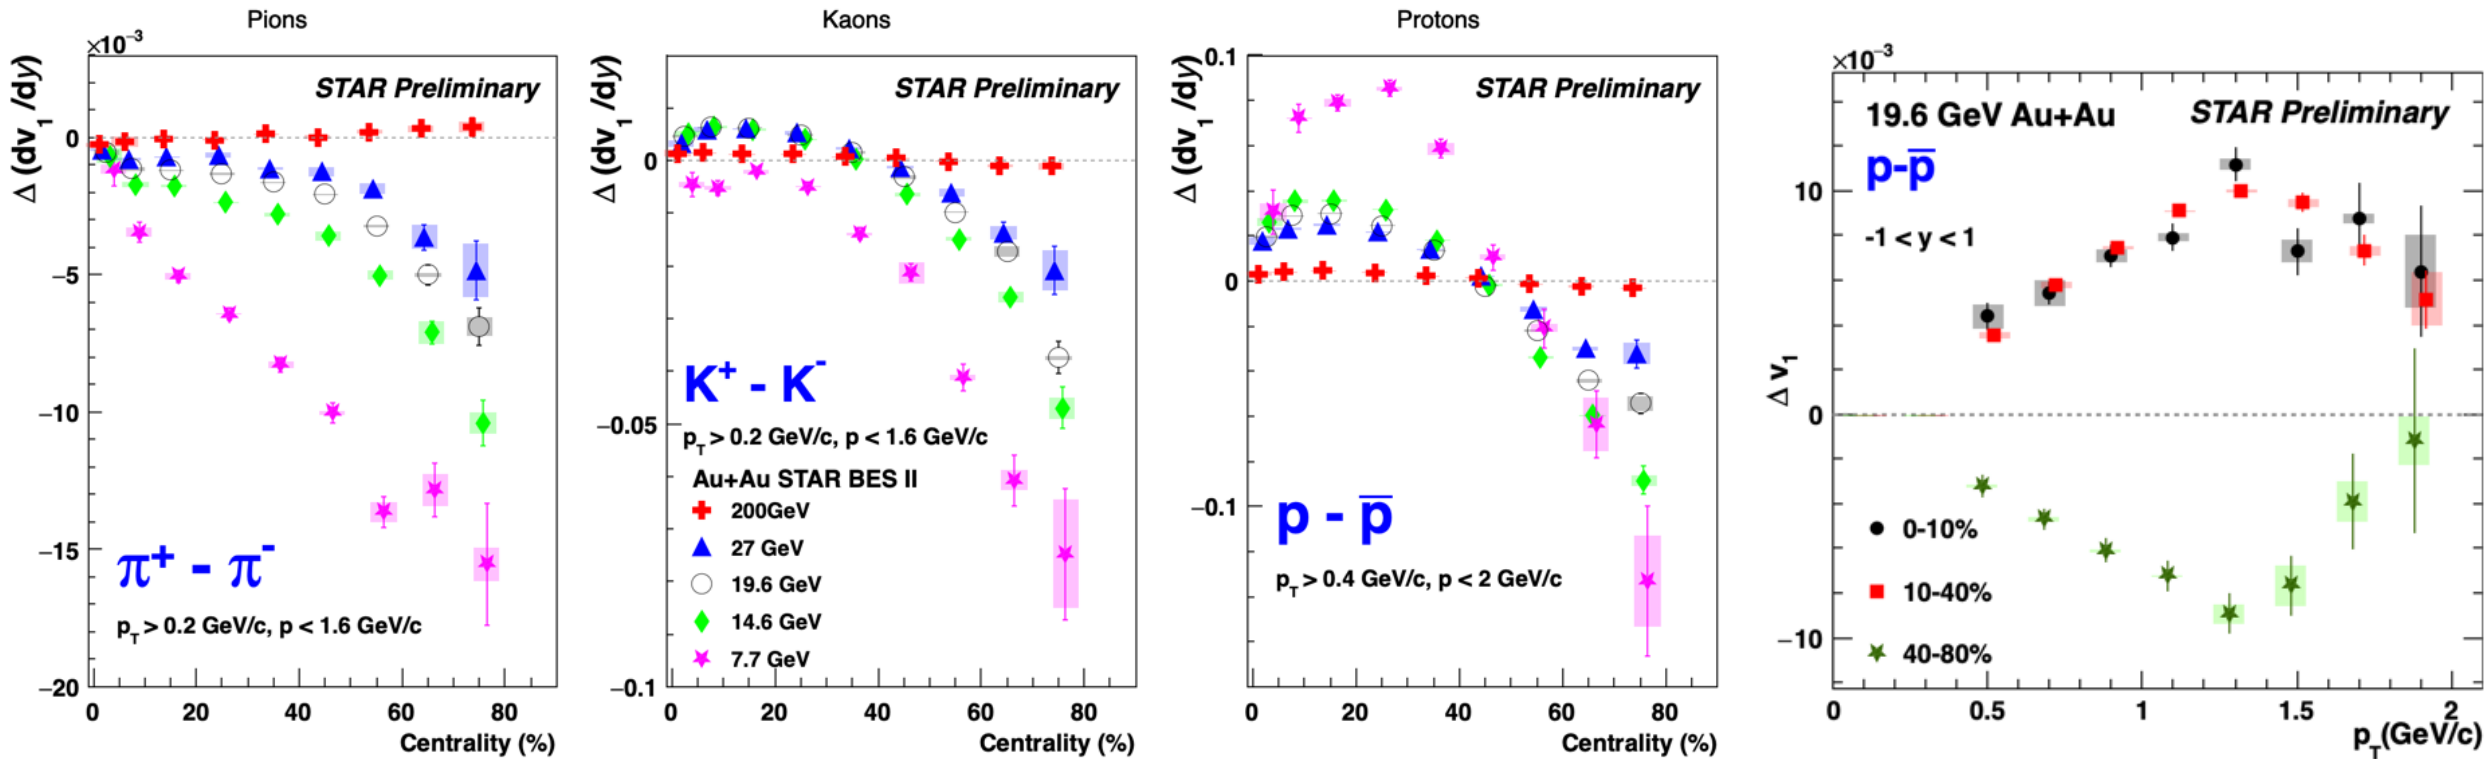 Pions
×10⁻³
Δ (dv₁/dy)
STAR Preliminary
0
−5
−10
−15
−20
π⁺ - π⁻
p_T > 0.2 GeV/c, p < 1.6 GeV/c
0 20 40 60 80
Centrality (%)
Kaons
Δ (dv₁/dy)
STAR Preliminary
0
−0.05
−0.1
K⁺ - K⁻
p_T > 0.2 GeV/c, p < 1.6 GeV/c
Au+Au STAR BES II
200GeV
27 GeV
19.6 GeV
14.6 GeV
7.7 GeV
0 20 40 60 80
Centrality (%)
Protons
Δ (dv₁/dy)
0.1
STAR Preliminary
0
−0.1
p - p̅
p_T > 0.4 GeV/c, p < 2 GeV/c
0 20 40 60 80
Centrality (%)
×10⁻³
19.6 GeV Au+Au
STAR Preliminary
p-p̅
-1 < y < 1
Δ v₁
10
0
−10
0-10%
10-40%
40-80%
0 0.5 1 1.5 2
p_T(GeV/c)